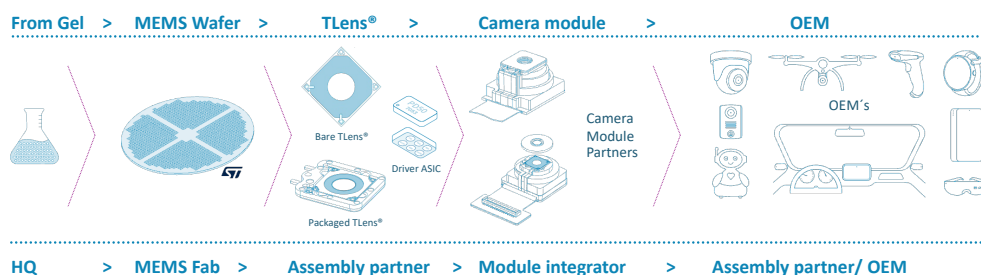 From Gel > MEMS Wafer > TLens® > Camera module > OEM
Bare TLens®
Driver ASIC
Packaged TLens®
ST
Camera
Module
Partners
OEM´s
HQ > MEMS Fab > Assembly partner > Module integrator > Assembly partner/ OEM